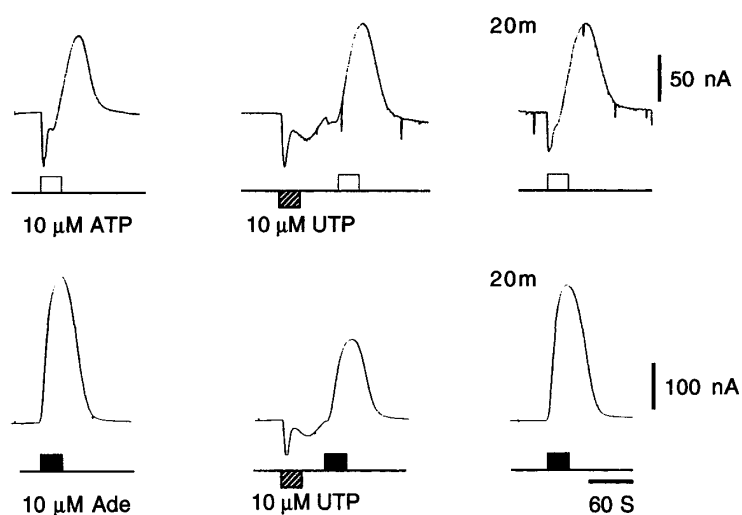 20m
50 nA
10 μM ATP
10 μM UTP
20m
100 nA
10 μM Ade
10 μM UTP
60 S